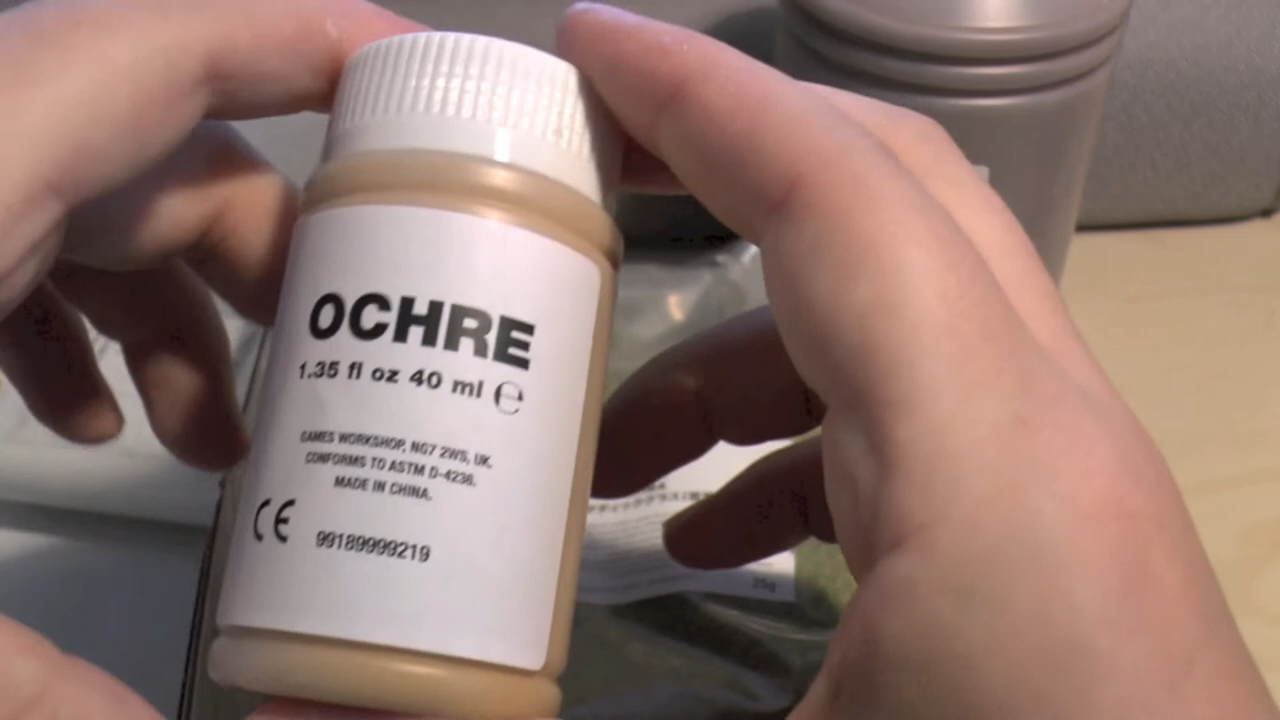 OCHRE
1.35 fl oz 40 ml ℮
GAMES WORKSHOP, NG7 2WS, UK.
CONFORMS TO ASTM D-4236.
MADE IN CHINA.
CE 99189999219
25g